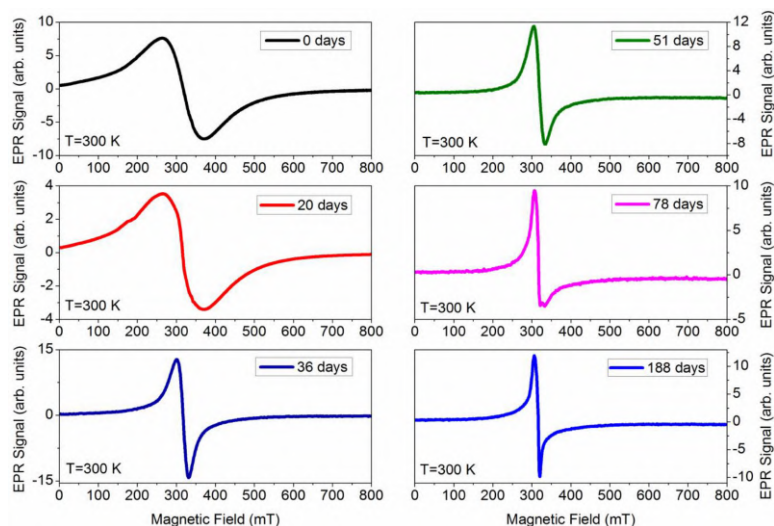 EPR Signal (arb. units)
10
5
0
-5
-10
0 days
T=300 K
0 100 200 300 400 500 600 700 800
EPR Signal (arb. units)
12
8
4
0
-4
-8
51 days
T=300 K
0 100 200 300 400 500 600 700 800
EPR Signal (arb. units)
4
2
0
-2
-4
20 days
T=300 K
0 100 200 300 400 500 600 700 800
EPR Signal (arb. units)
10
5
0
-5
78 days
T=300 K
0 100 200 300 400 500 600 700 800
EPR Signal (arb. units)
15
0
-15
36 days
T=300 K
0 100 200 300 400 500 600 700 800
Magnetic Field (mT)
EPR Signal (arb. units)
10
5
0
-5
-10
188 days
T=300 K
0 100 200 300 400 500 600 700 800
Magnetic Field (mT)